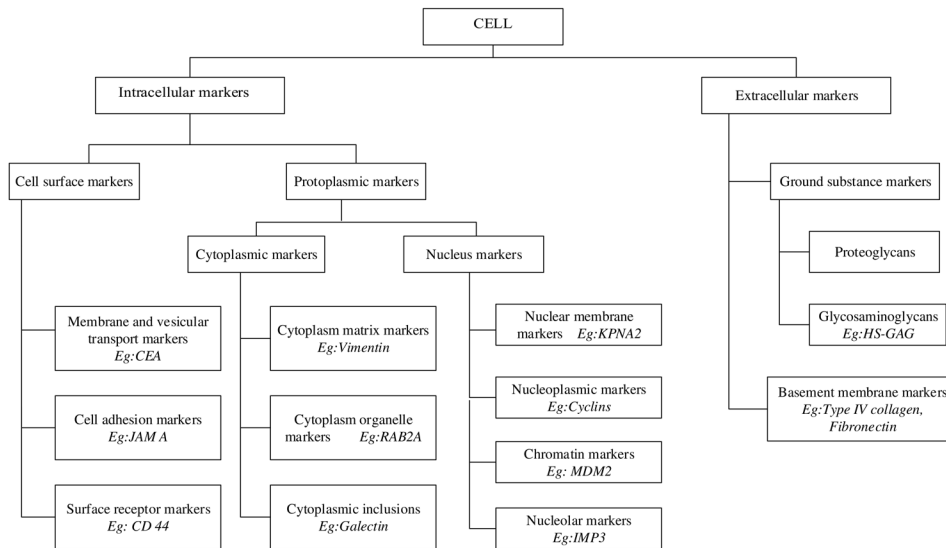 CELL
Intracellular markers
Extracellular markers
Cell surface markers
Protoplasmic markers
Ground substance markers
Cytoplasmic markers
Nucleus markers
Proteoglycans
Membrane and vesicular
transport markers
Eg:CEA
Cytoplasm matrix markers
Eg:Vimentin
Nuclear membrane
markers Eg:KPNA2
Glycosaminoglycans
Eg:HS-GAG
Cell adhesion markers
Eg:JAM A
Cytoplasm organelle
markers Eg:RAB2A
Nucleoplasmic markers
Eg:Cyclins
Basement membrane markers
Eg:Type IV collagen,
Fibronectin
Chromatin markers
Eg: MDM2
Surface receptor markers
Eg: CD 44
Cytoplasmic inclusions
Eg:Galectin
Nucleolar markers
Eg:IMP3